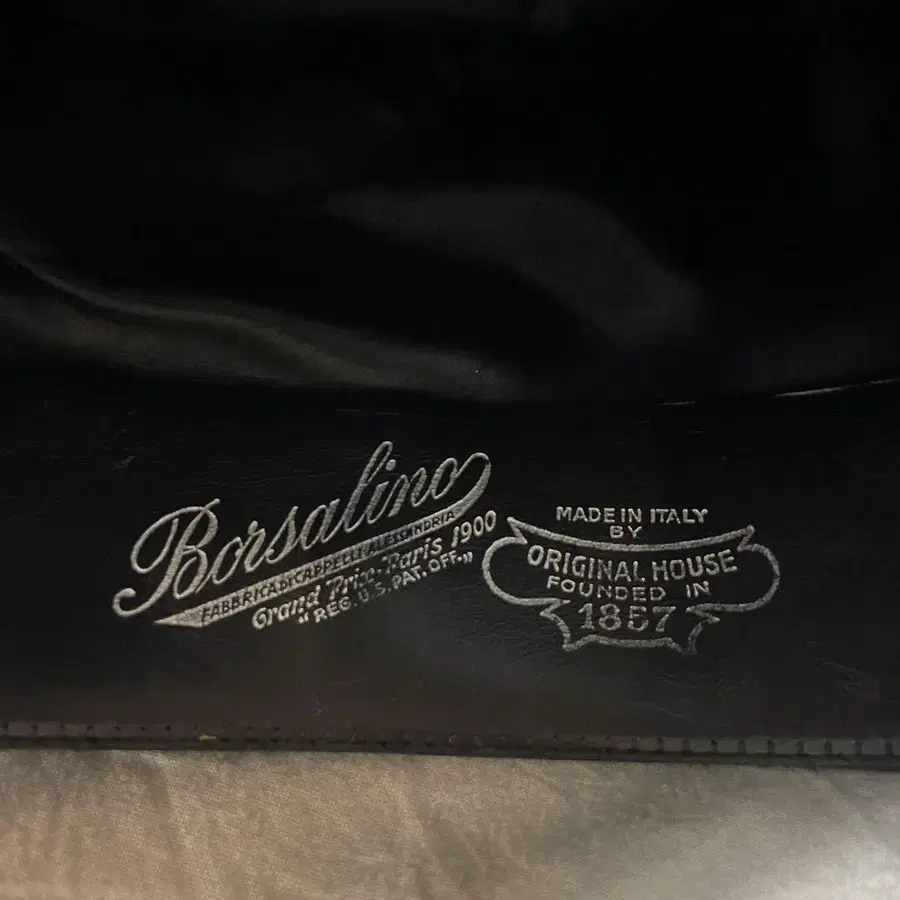 Borsalino
FABBRICA DI CAPPELLI ALESSANDRIA
Grand Prix-Paris 1900
"REG. U.S. PAT. OFF."
MADE IN ITALY
BY
ORIGINAL HOUSE
FOUNDED IN
1857